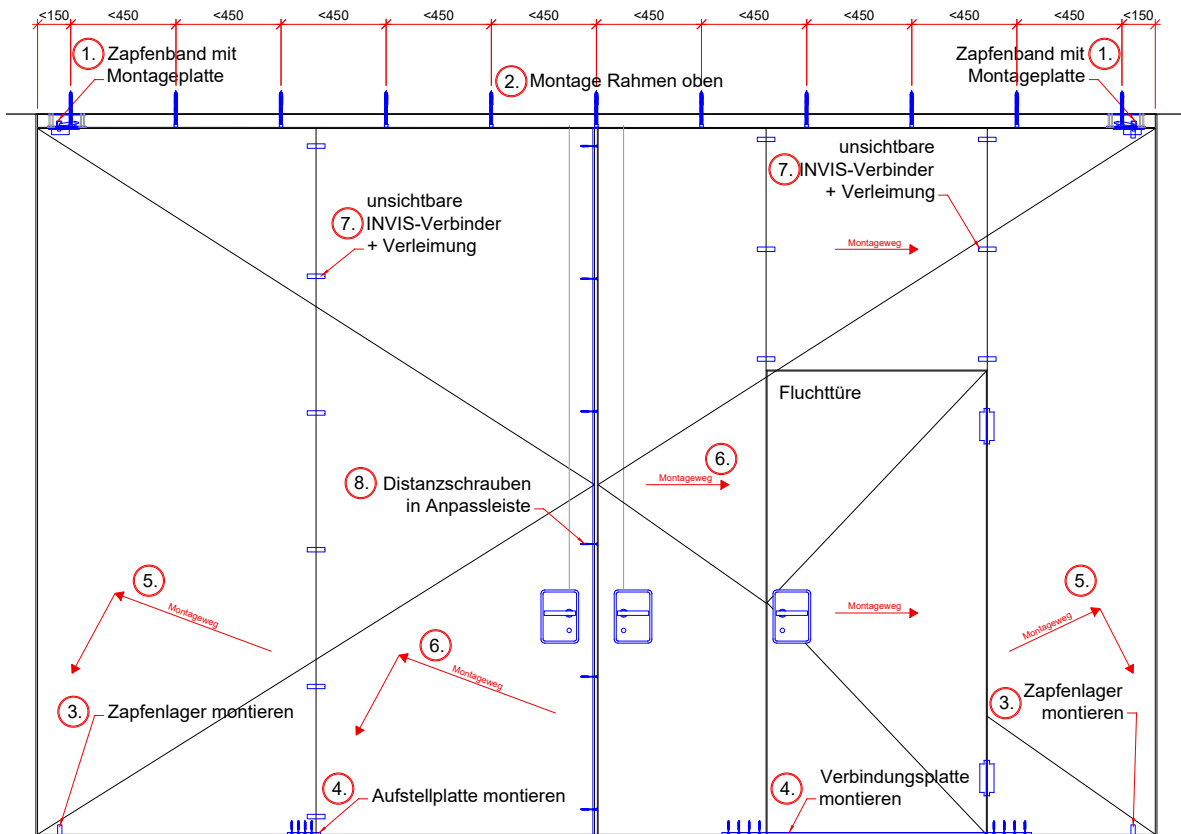 <150 <450 <450 <450 <450 <450 <450 <450 <450 <450 <450 <150
1. Zapfenband mit
Montageplatte
2. Montage Rahmen oben
Zapfenband mit 1.
Montageplatte
unsichtbare
7. INVIS-Verbinder
+ Verleimung
unsichtbare
7. INVIS-Verbinder
+ Verleimung
Montageweg
Fluchttüre
6.
Montageweg
8. Distanzschrauben
in Anpassleiste
5.
Montageweg
6.
Montageweg
Montageweg
5.
Montageweg
3. Zapfenlager montieren
3. Zapfenlager
montieren
4. Aufstellplatte montieren
4. Verbindungsplatte
montieren